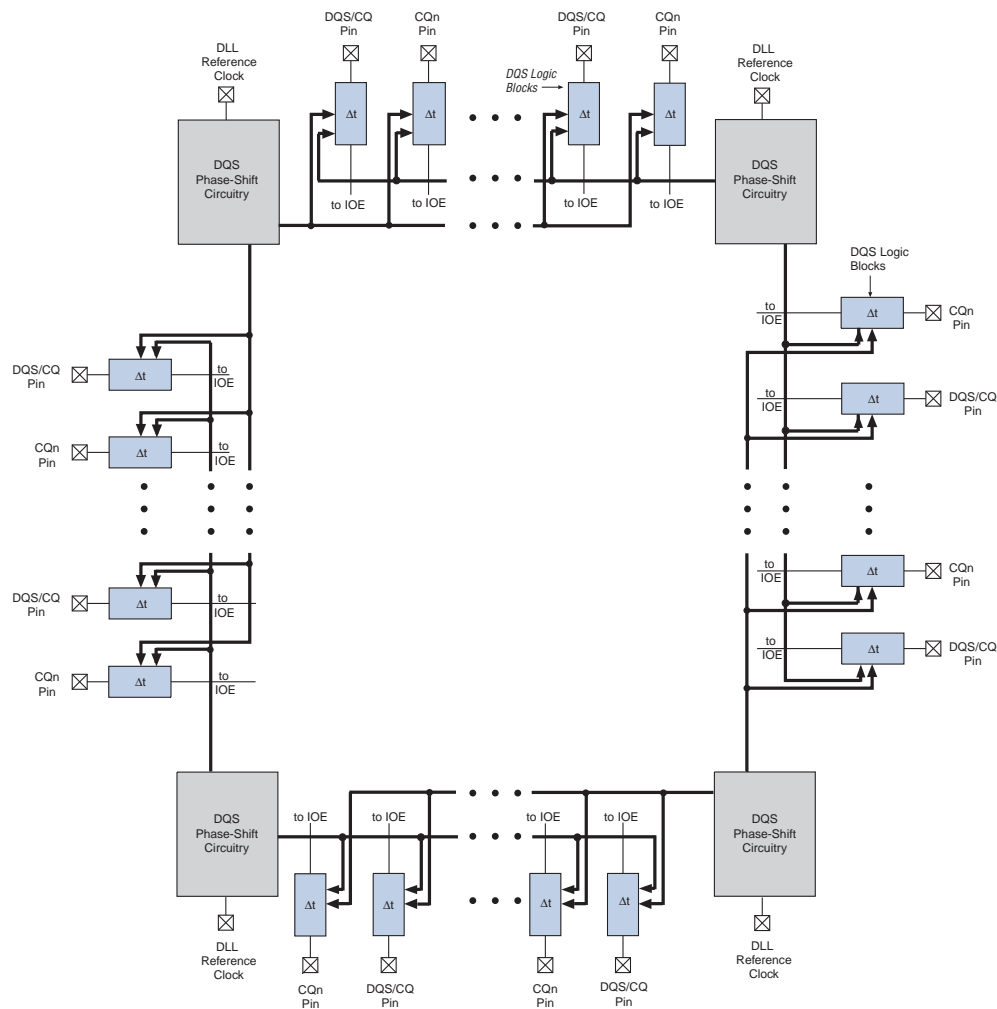 DQS/CQ
Pin
CQn
Pin
DQS/CQ
Pin
CQn
Pin
DLL
Reference
Clock
DQS Logic
Blocks
DLL
Reference
Clock
Δt
Δt
Δt
Δt
DQS
Phase-Shift
Circuitry
DQS
Phase-Shift
Circuitry
to IOE
to IOE
to IOE
to IOE
DQS Logic
Blocks
to
IOE
Δt
CQn
Pin
DQS/CQ
Pin
Δt
to
IOE
to
IOE
Δt
DQS/CQ
Pin
CQn
Pin
Δt
to
IOE
to
IOE
Δt
CQn
Pin
DQS/CQ
Pin
Δt
to
IOE
to
IOE
Δt
DQS/CQ
Pin
CQn
Pin
Δt
to
IOE
DQS
Phase-Shift
Circuitry
to IOE
to IOE
to IOE
to IOE
DQS
Phase-Shift
Circuitry
Δt
Δt
Δt
Δt
DLL
Reference
Clock
DLL
Reference
Clock
CQn
Pin
DQS/CQ
Pin
CQn
Pin
DQS/CQ
Pin